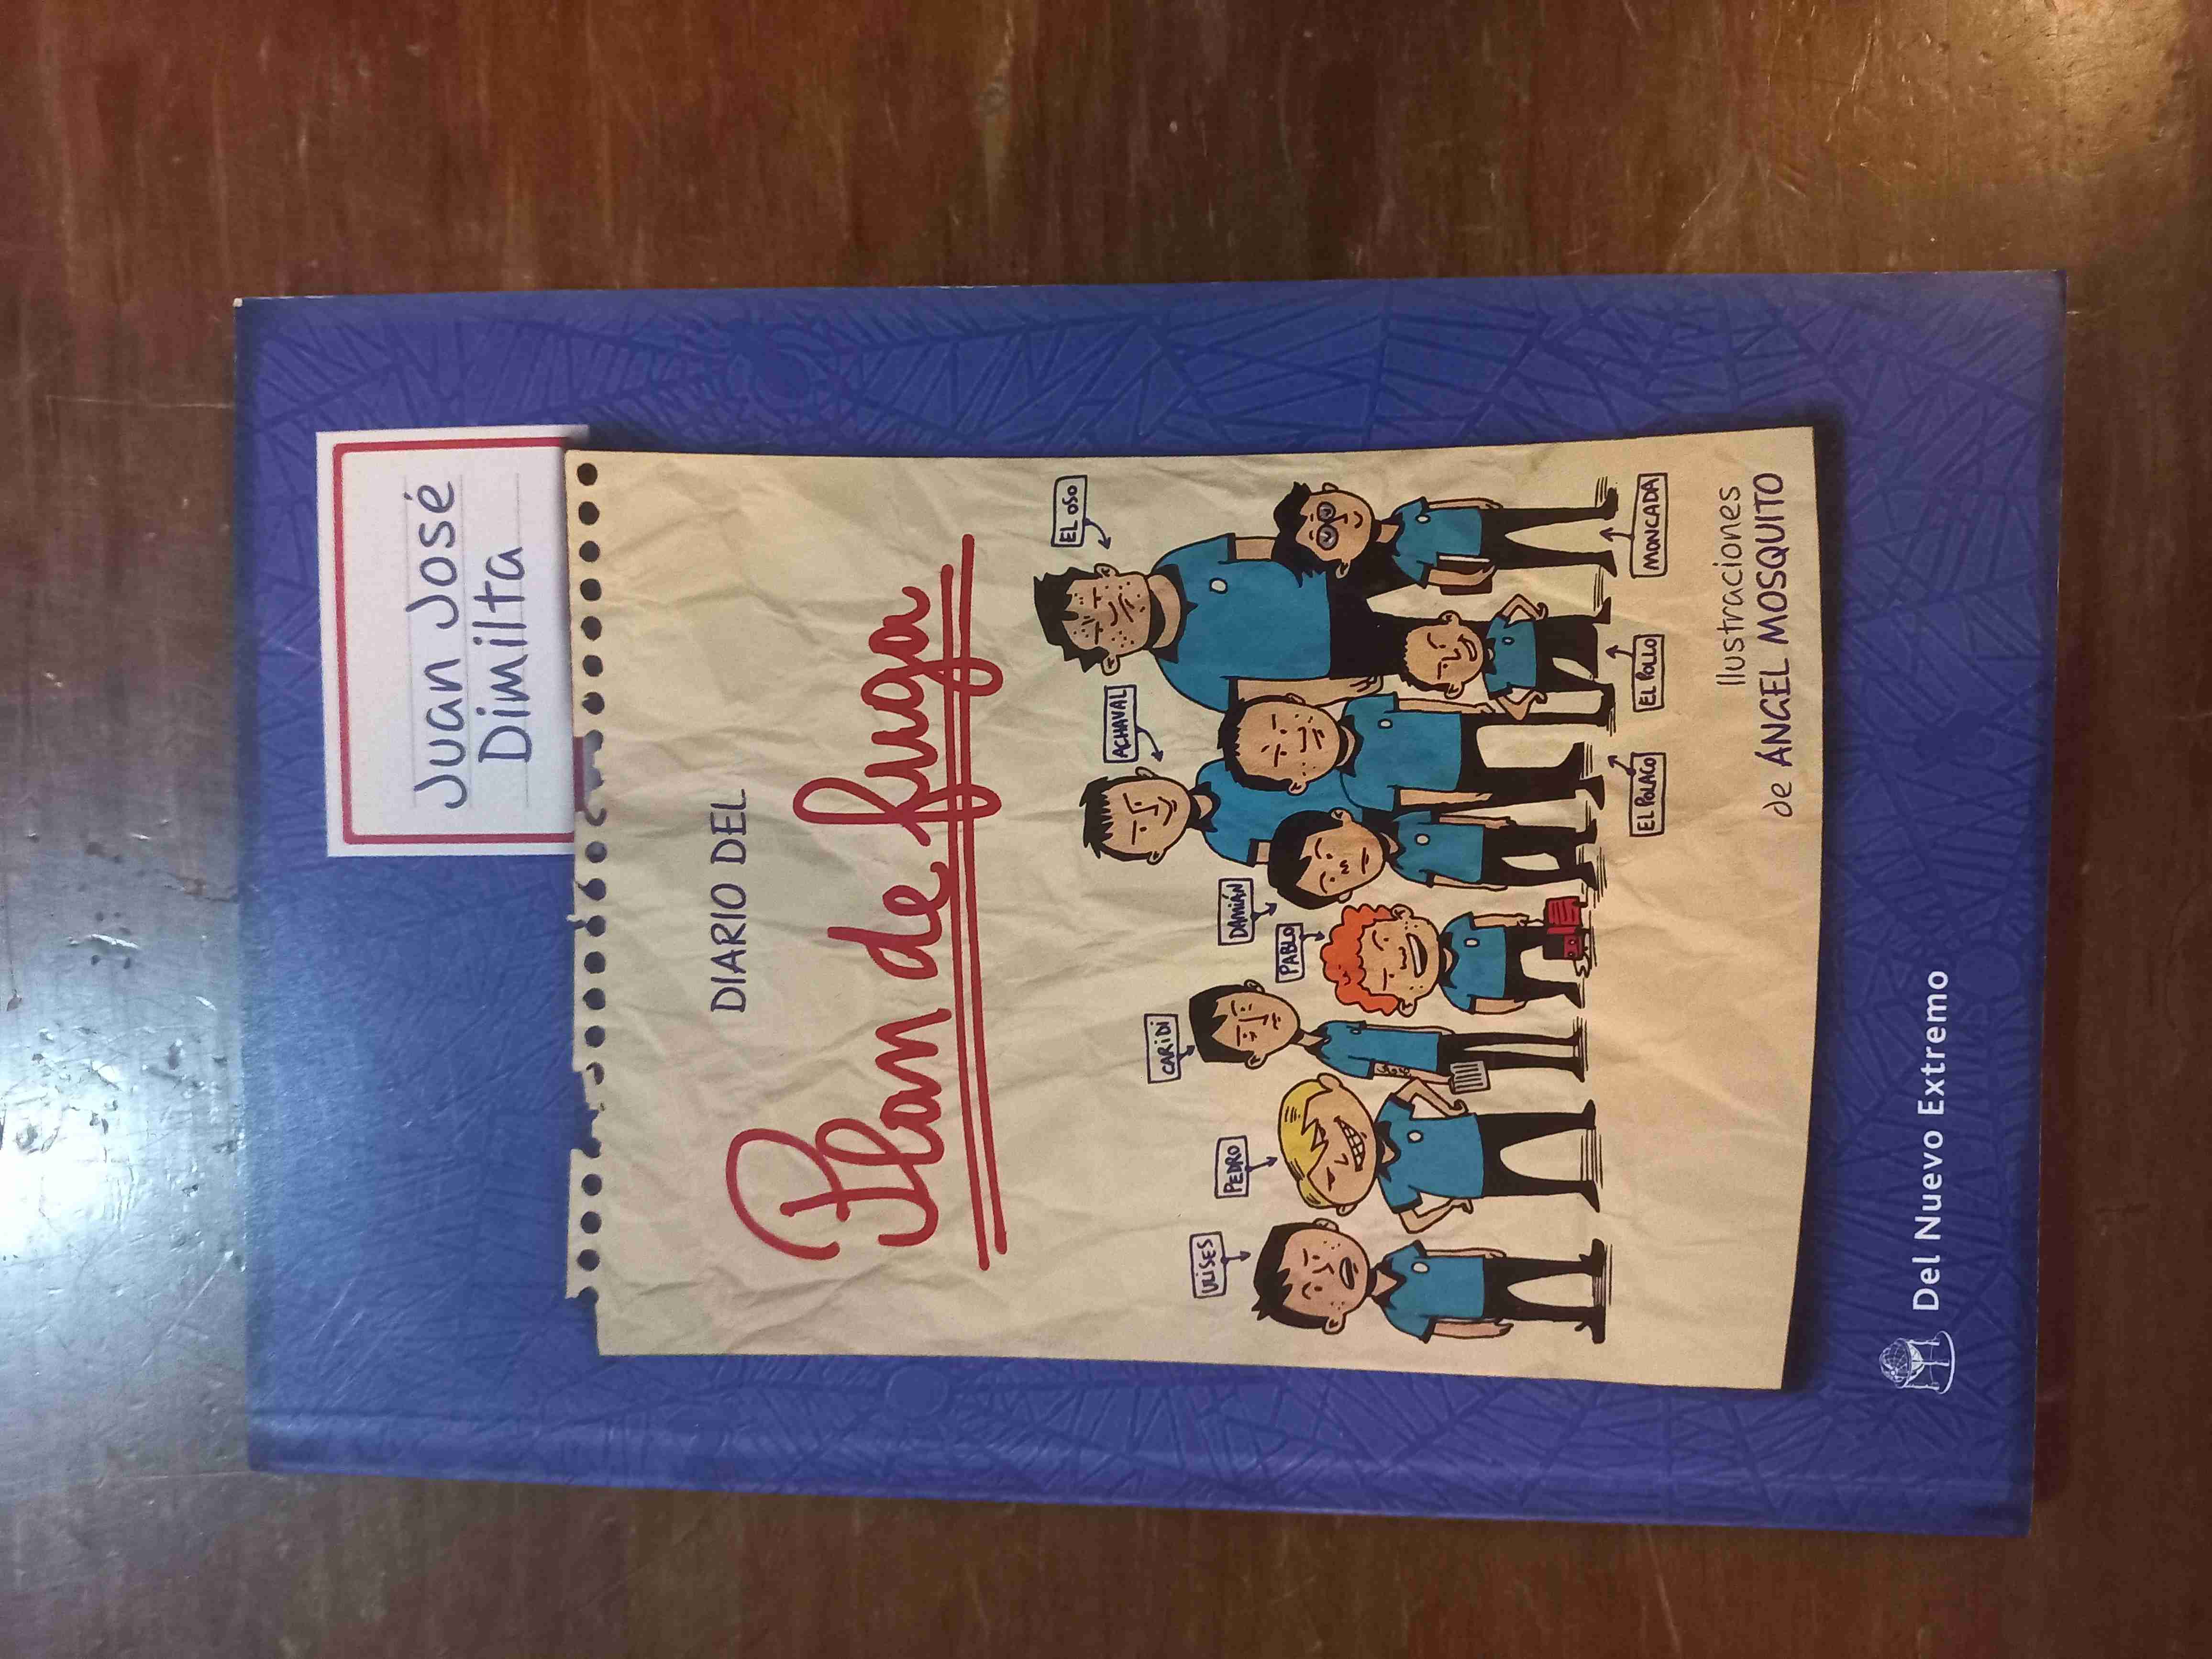 Juan José
Dimilta
DIARIO DEL
Plan de fuga
EL OSO
ACHAVAL
DAMIÁN
PABLO
CARIDI
PEDRO
ULISES
EL POLACO
EL POLLO
MONCADA
Ilustraciones
de ÁNGEL MOSQUITO
Del Nuevo Extremo